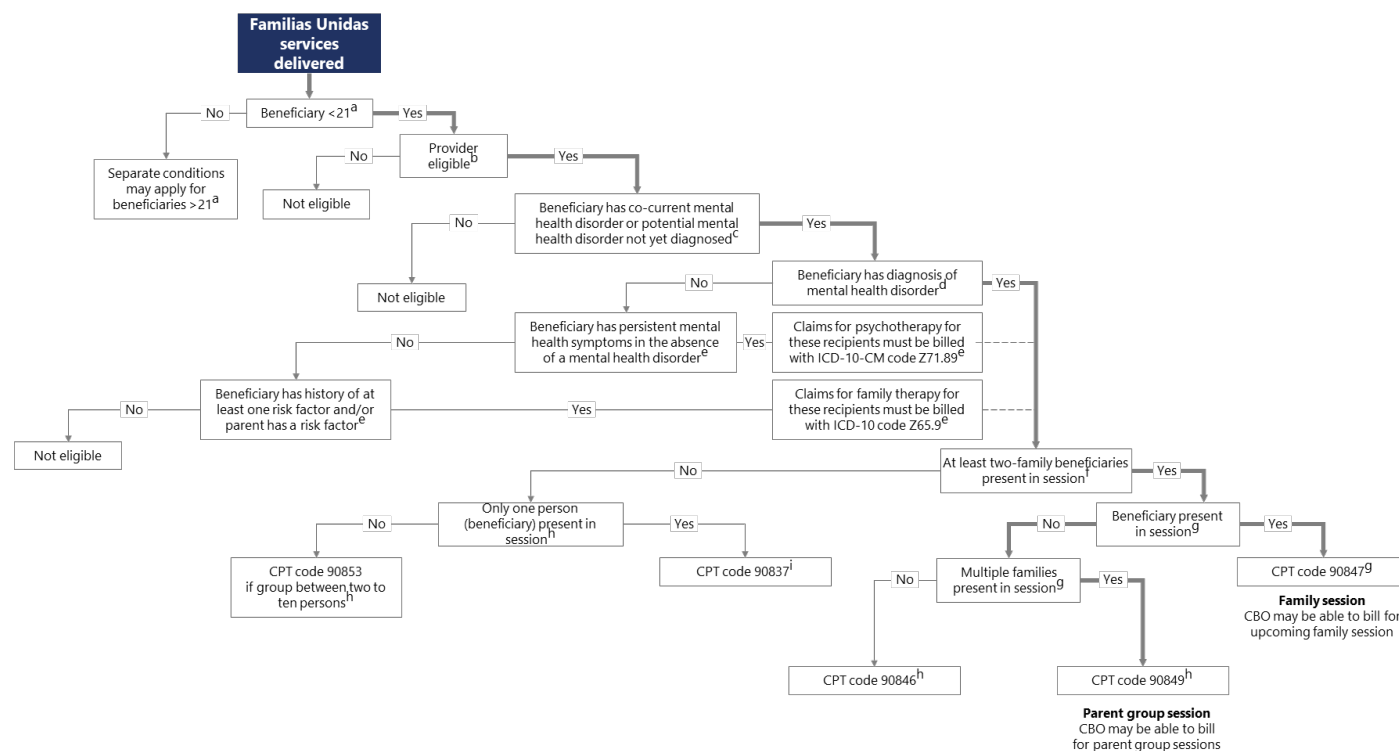 Familias Unidas
services
delivered
No
Beneficiary <21a
Yes
Provider
eligibleb
No
Yes
Separate conditions
may apply for
beneficiaries >21a
Not eligible
Beneficiary has co-current mental
health disorder or potential mental
health disorder not yet diagnosedc
No
Yes
Not eligible
Beneficiary has diagnosis of
mental health disorderd
No
Yes
Beneficiary has persistent mental
health symptoms in the absence
of a mental health disordere
No
Yes
Claims for psychotherapy for
these recipients must be billed
with ICD-10-CM code Z71.89e
Beneficiary has history of at
least one risk factor and/or
parent has a risk factore
No
Yes
Claims for family therapy for
these recipients must be billed
with ICD-10 code Z65.9e
Not eligible
At least two-family beneficiaries
present in sessionf
No
Yes
Only one person
(beneficiary) present in
sessionh
No
Yes
Beneficiary present
in sessiong
No
Yes
CPT code 90853
if group between two to
ten personsh
CPT code 90837i
Multiple families
present in sessiong
No
Yes
CPT code 90847g
Family session
CBO may be able to bill for
upcoming family session
CPT code 90846h
CPT code 90849h
Parent group session
CBO may be able to bill
for parent group sessions